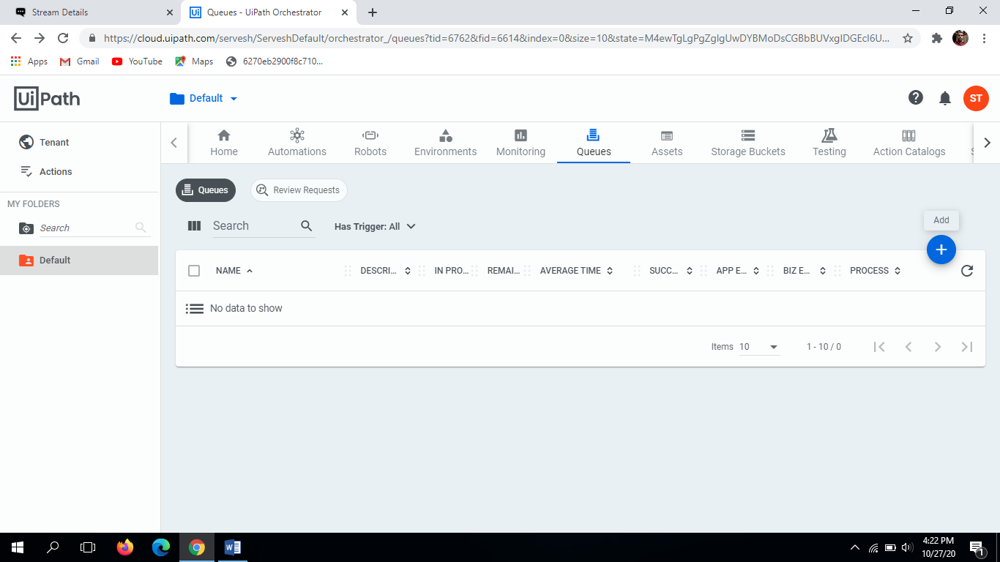 Stream Details
Queues - UiPath Orchestrator
https://cloud.uipath.com/servesh/ServeshDefault/orchestrator_/queues?tid=6762&fid=6614&index=0&size=10&state=M4ewTgLgPgZglgUwDYBMoDsCGBbBUVxgIDGEcI6U...
Apps Gmail YouTube Maps 6270eb2900f8c710...
Ui Path
Default
ST
Tenant
Actions
MY FOLDERS
Search
Default
Home Automations Robots Environments Monitoring Queues Assets Storage Buckets Testing Action Catalogs
Queues Review Requests
Search Has Trigger: All
Add
NAME DESCRI... IN PRO... REMAI... AVERAGE TIME SUCC... APP E... BIZ E... PROCESS
No data to show
Items 10 1 - 10 / 0
4:22 PM
10/27/20
1